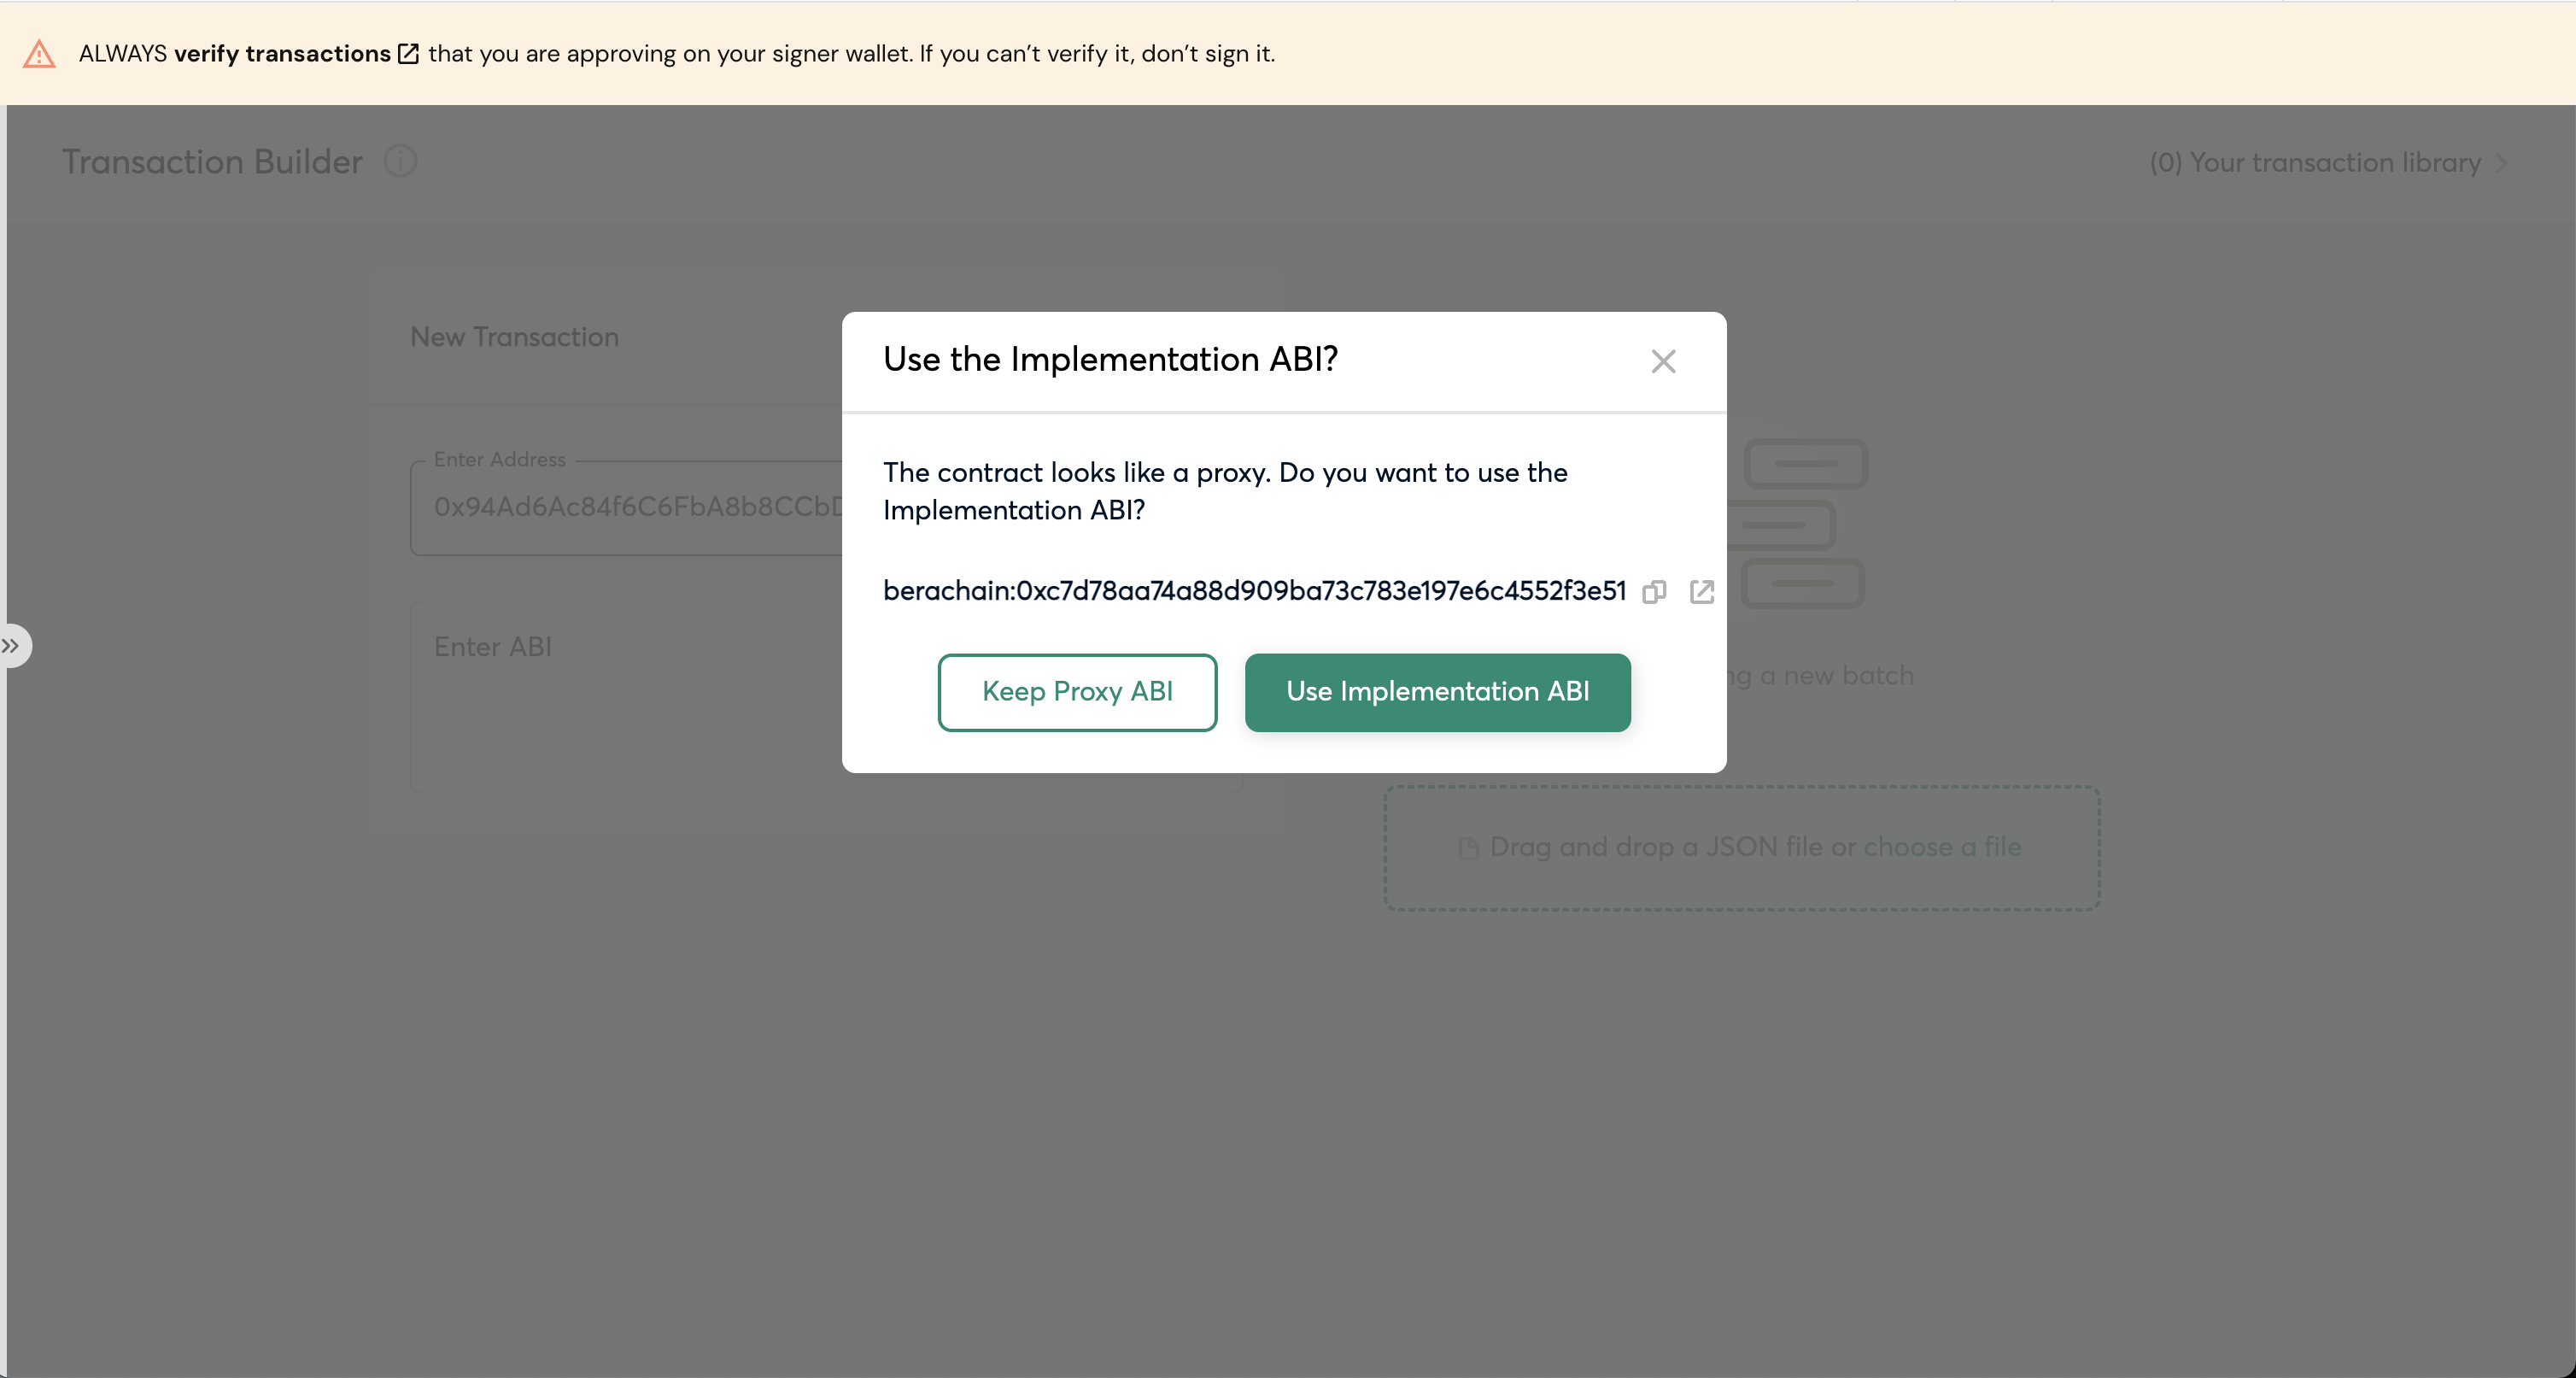 ALWAYS verify transactions that you are approving on your signer wallet. If you can't verify it, don't sign it.
Transaction Builder
(0) Your transaction library
New Transaction
Use the Implementation ABI?
Enter Address
0x94Ad6Ac84f6C6FbA8b8CCb
The contract looks like a proxy. Do you want to use the
Implementation ABI?
berachain:0xc7d78aa74a88d909ba73c783e197e6c4552f3e51
Enter ABI
Keep Proxy ABI
Use Implementation ABI
a new batch
Drag and drop a JSON file or choose a file